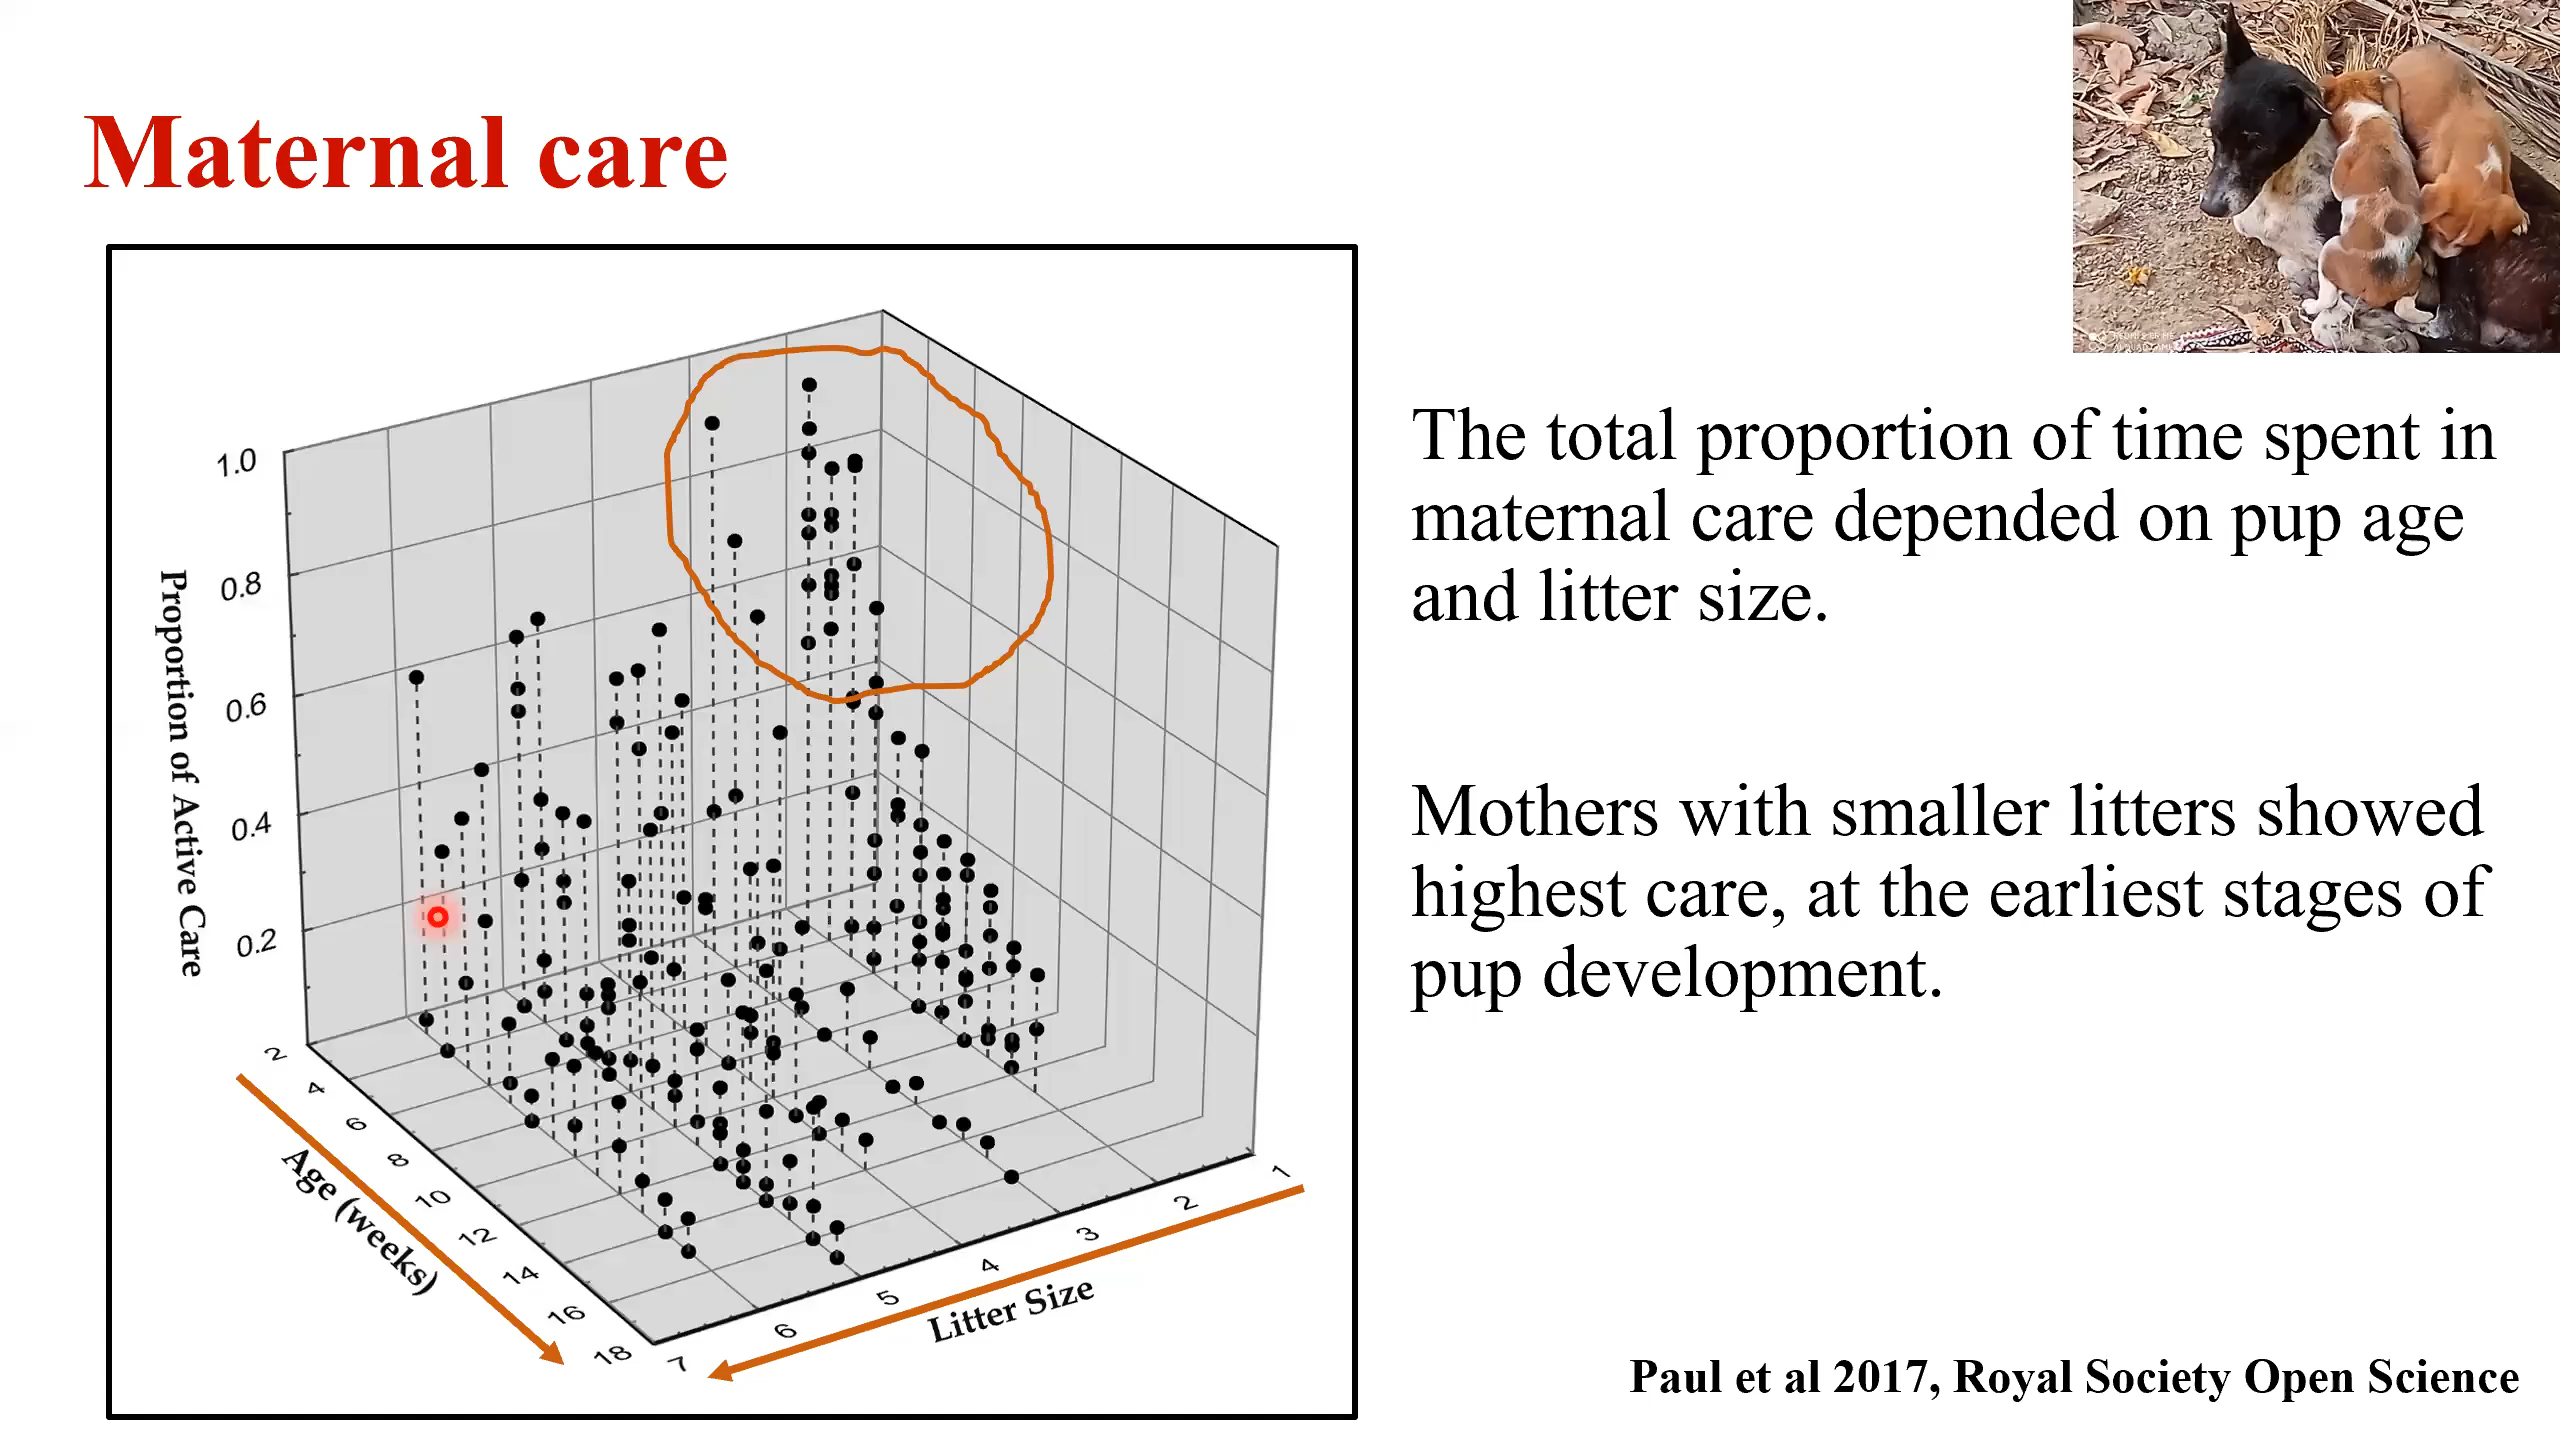 Maternal care
The total proportion of time spent in
maternal care depended on pup age
and litter size.
Mothers with smaller litters showed
highest care, at the earliest stages of
pup development.
Paul et al 2017, Royal Society Open Science
Proportion of Active Care
1.0
0.8
0.6
0.4
0.2
Age (weeks)
2
4
6
8
10
12
14
16
18
Litter Size
7
6
5
4
3
2
1